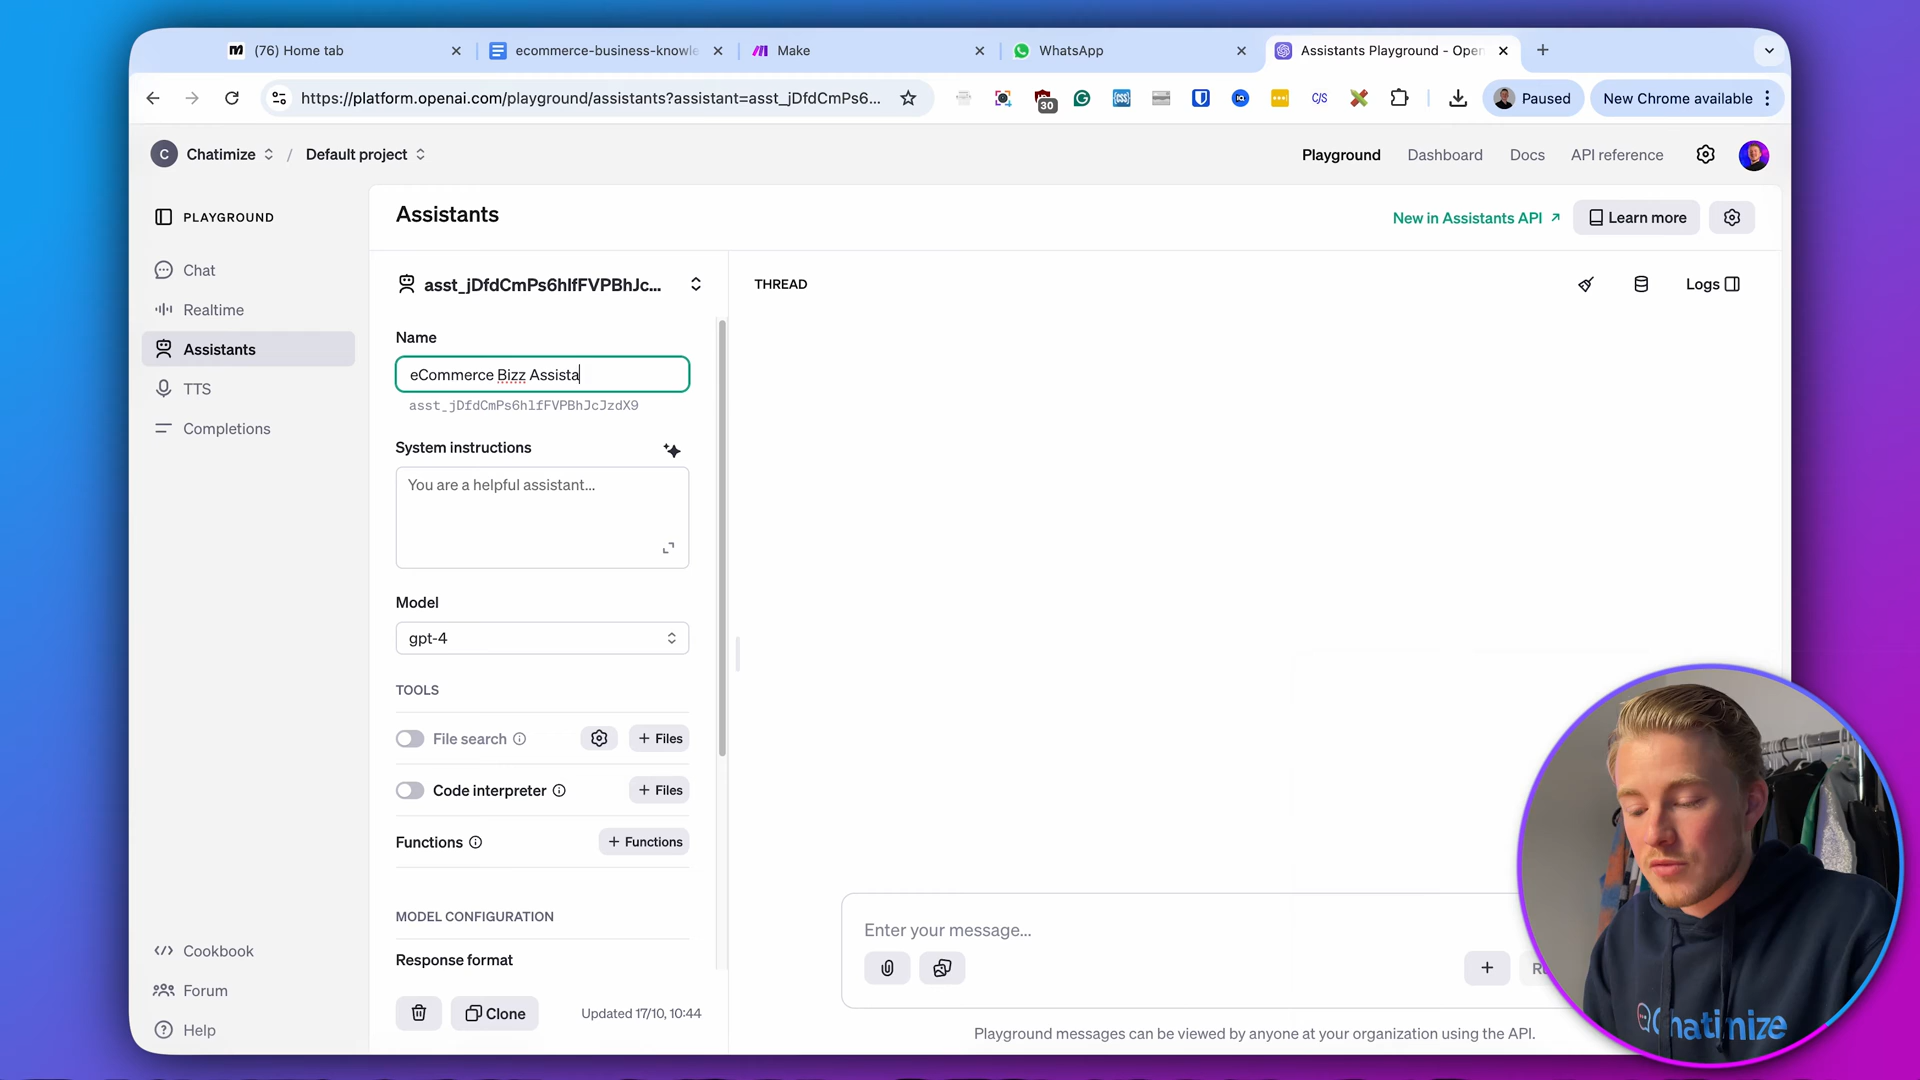 (76) Home tab
ecommerce-business-knowle
Make
WhatsApp
Assistants Playground - Open
https://platform.openai.com/playground/assistants?assistant=asst_jDfdCmPs6...
30
Paused
New Chrome available
C
Chatimize
/
Default project
Playground
Dashboard
Docs
API reference
PLAYGROUND
Chat
Realtime
Assistants
TTS
Completions
Cookbook
Forum
Help
Assistants
New in Assistants API
Learn more
asst_jDfdCmPs6hlfFVPBhJc...
THREAD
Logs
Name
eCommerce Bizz Assista
asst_jDfdCmPs6hlfFVPBhJcJzdX9
System instructions
You are a helpful assistant...
Model
gpt-4
TOOLS
File search
+ Files
Code interpreter
+ Files
Functions
+ Functions
MODEL CONFIGURATION
Response format
Clone
Updated 17/10, 10:44
Enter your message...
Playground messages can be viewed by anyone at your organization using the API.
Chatimize